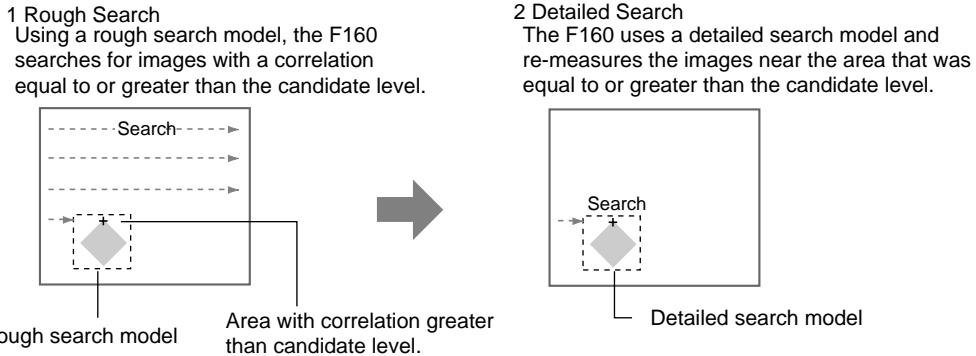 1 Rough Search
Using a rough search model, the F160
searches for images with a correlation
equal to or greater than the candidate level.
Search
ough search model
Area with correlation greater
than candidate level.
2 Detailed Search
The F160 uses a detailed search model and
re-measures the images near the area that was
equal to or greater than the candidate level.
Search
Detailed search model